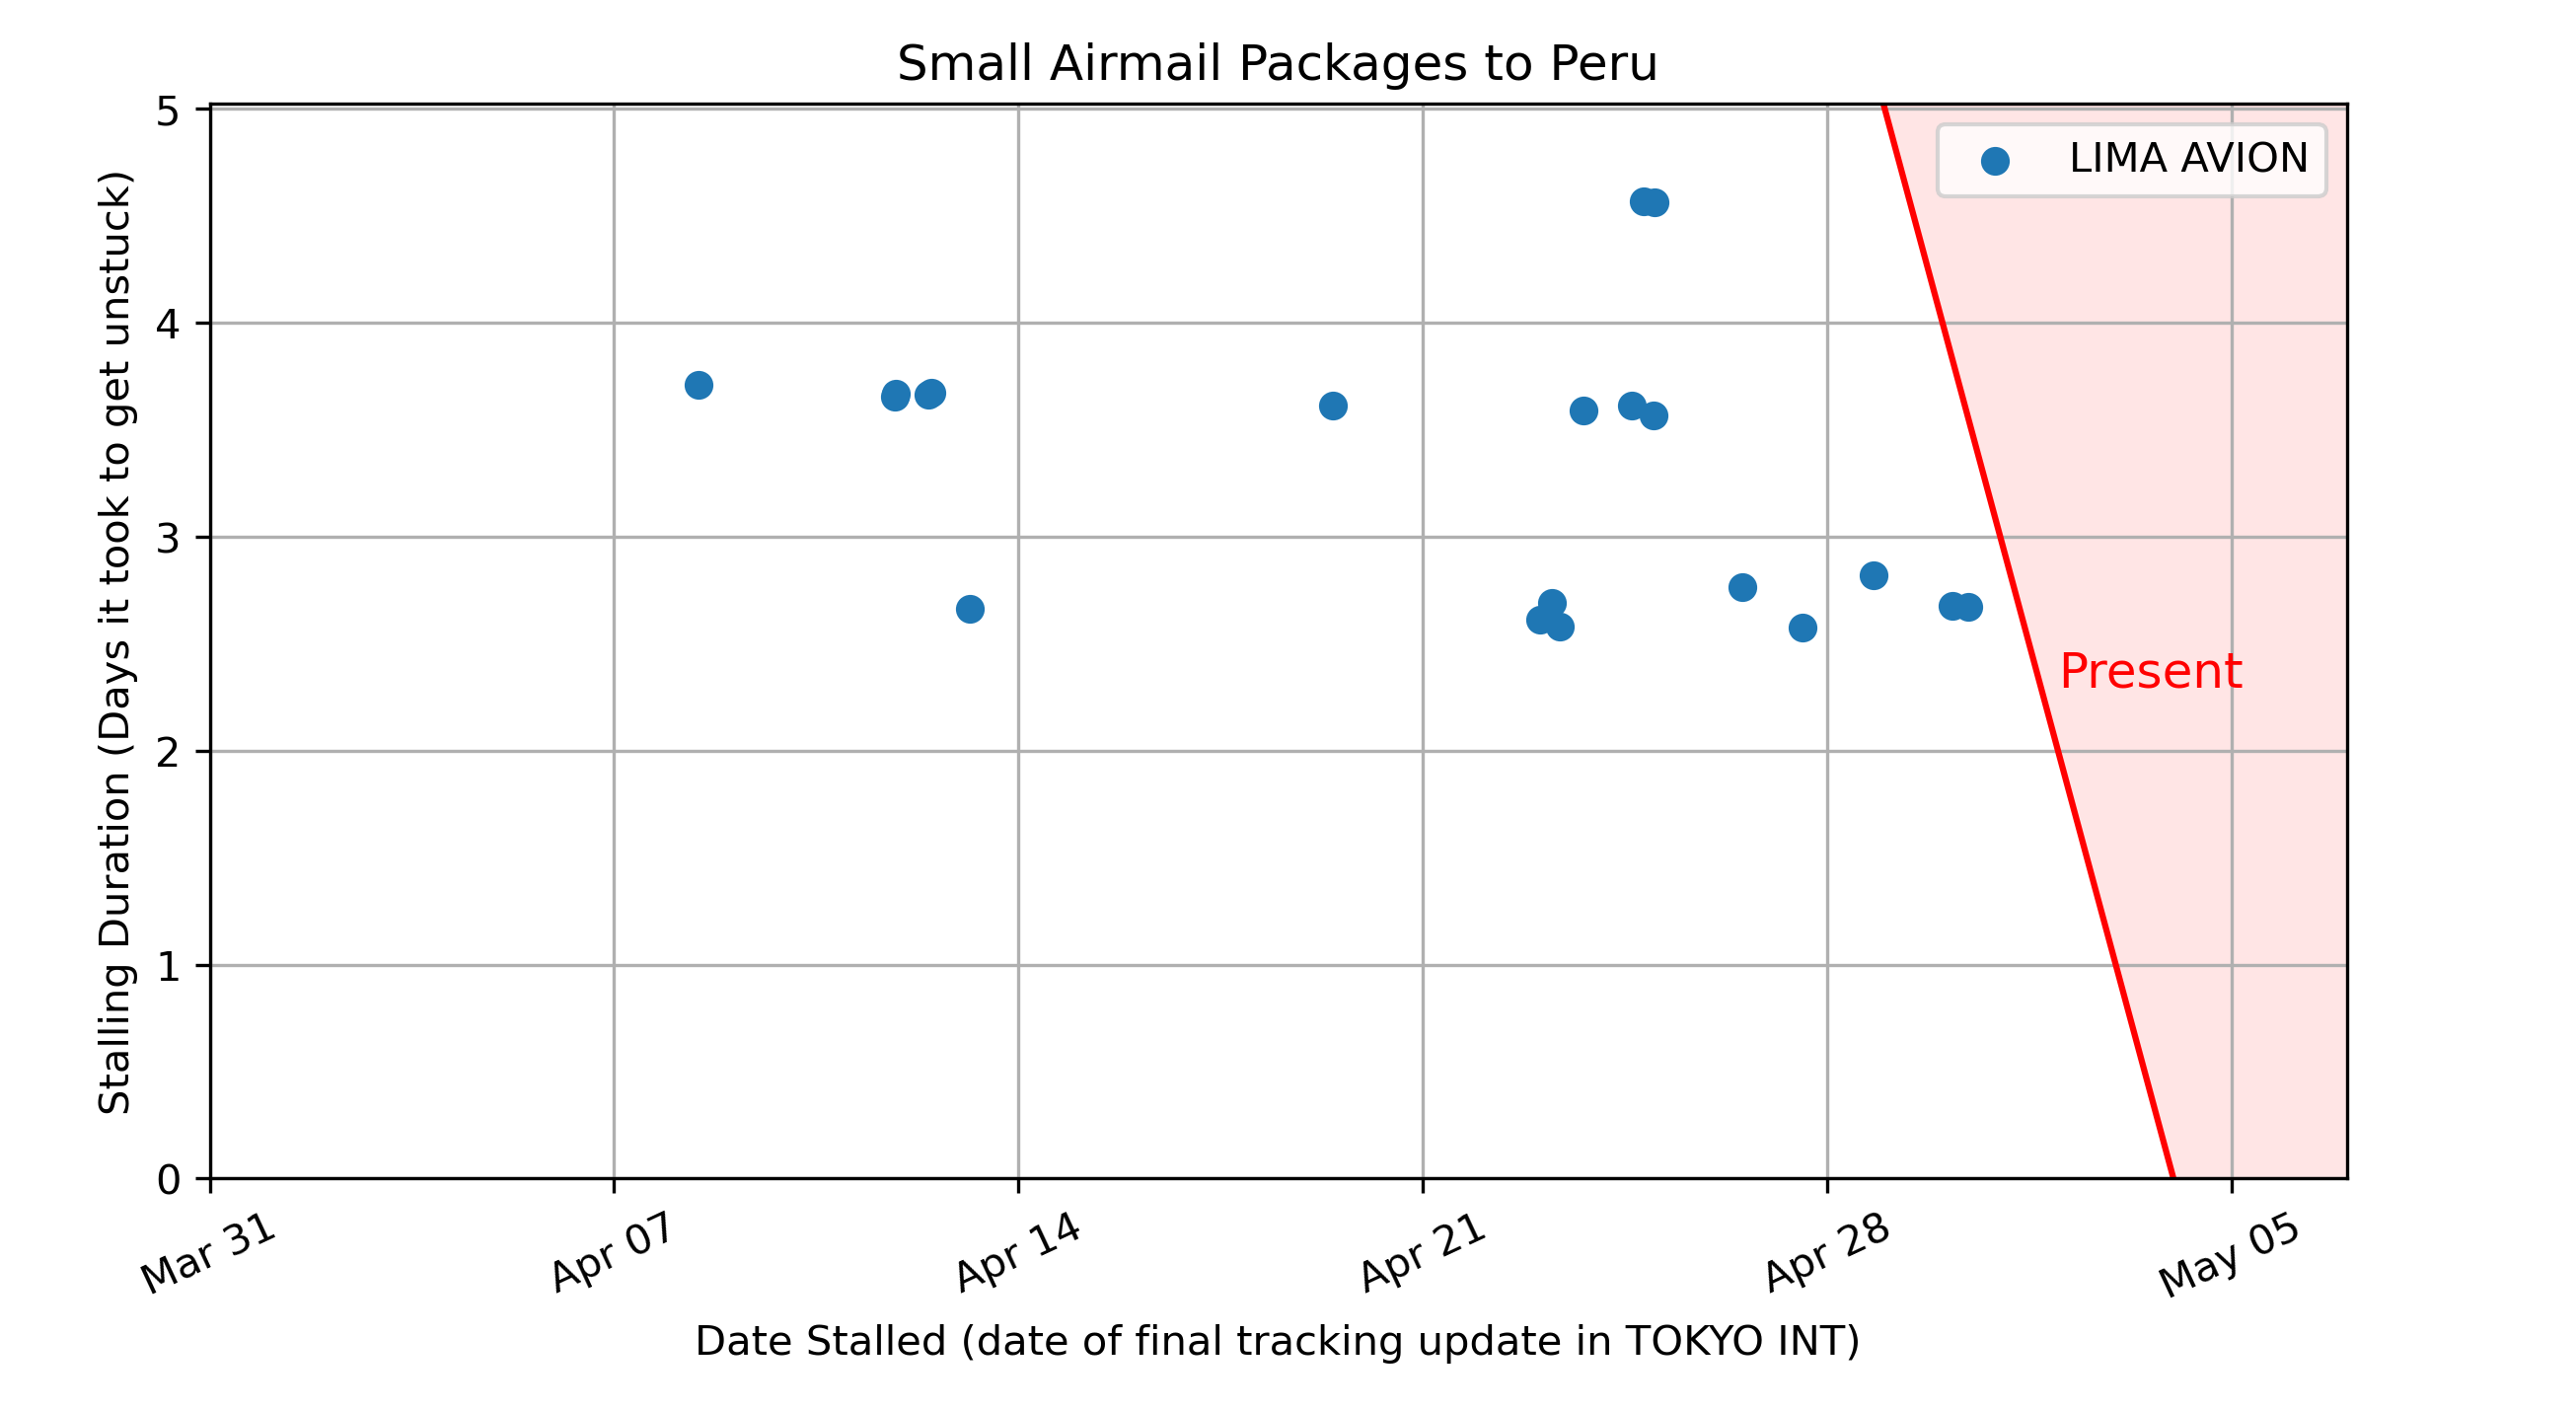 Small Airmail Packages to Peru
Stalling Duration (Days it took to get unstuck)
5
4
3
2
1
0
LIMA AVION
Present
Mar 31
Apr 07
Apr 14
Apr 21
Apr 28
May 05
Date Stalled (date of final tracking update in TOKYO INT)